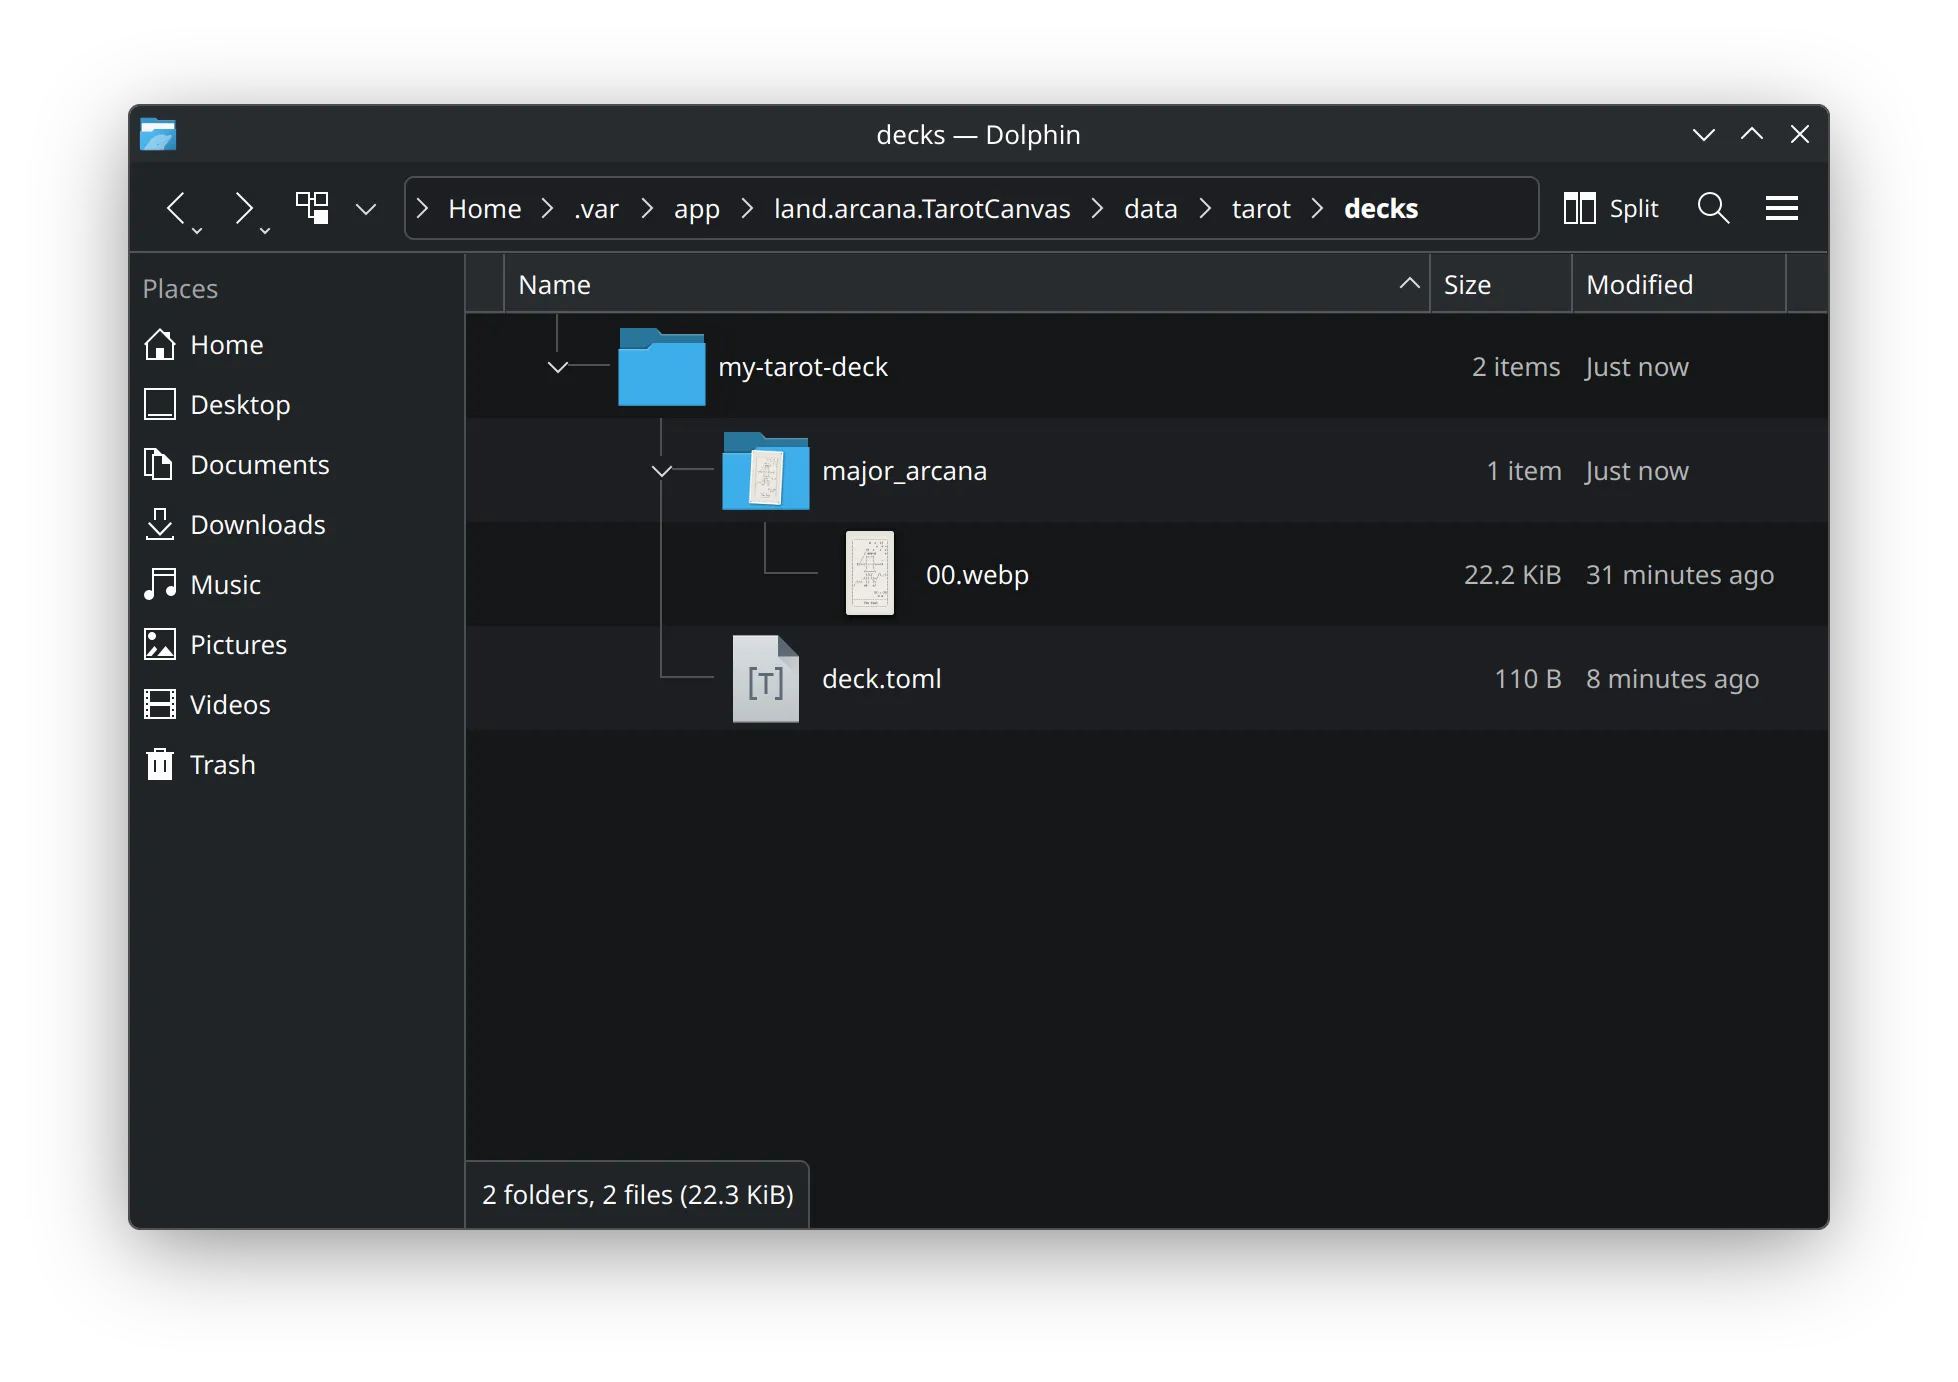 decks — Dolphin
Home .var app land.arcana.TarotCanvas data tarot decks Split
Places
Home
Desktop
Documents
Downloads
Music
Pictures
Videos
Trash
Name Size Modified
my-tarot-deck 2 items Just now
major_arcana 1 item Just now
00.webp 22.2 KiB 31 minutes ago
[T] deck.toml 110 B 8 minutes ago
2 folders, 2 files (22.3 KiB)